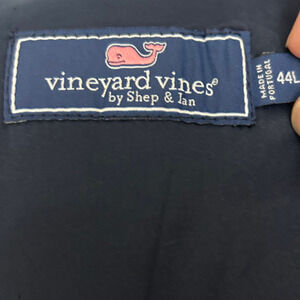 vineyard vines®
by Shep & Ian
MADE IN
PORTUGAL
44L